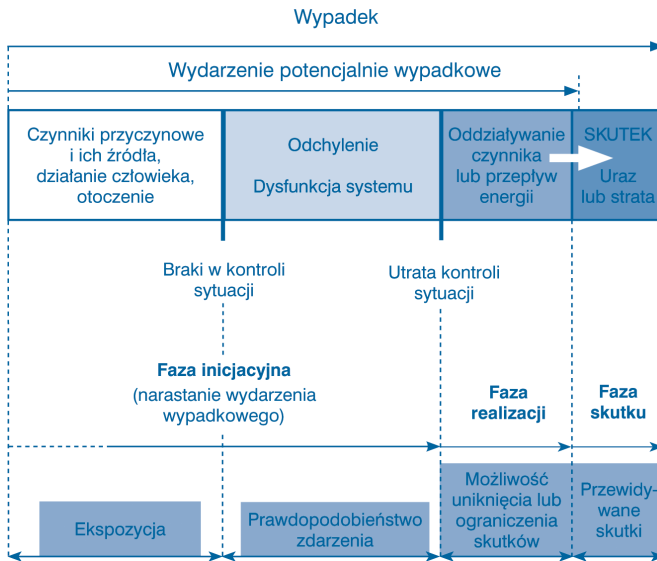 Wypadek
Wydarzenie potencjalnie wypadkowe
Czynniki przyczynowe
i ich źródła,
działanie człowieka,
otoczenie
Odchylenie
Dysfunkcja systemu
Oddziaływanie
czynnika
lub przepływ
energii
SKUTEK
Uraz
lub strata
Braki w kontroli
sytuacji
Utrata kontroli
sytuacji
Faza inicjacyjna
(narastanie wydarzenia
wypadkowego)
Faza
realizacji
Faza
skutku
Ekspozycja
Prawdopodobieństwo
zdarzenia
Możliwość
uniknięcia lub
ograniczenia
skutków
Przewidy-
wane
skutki